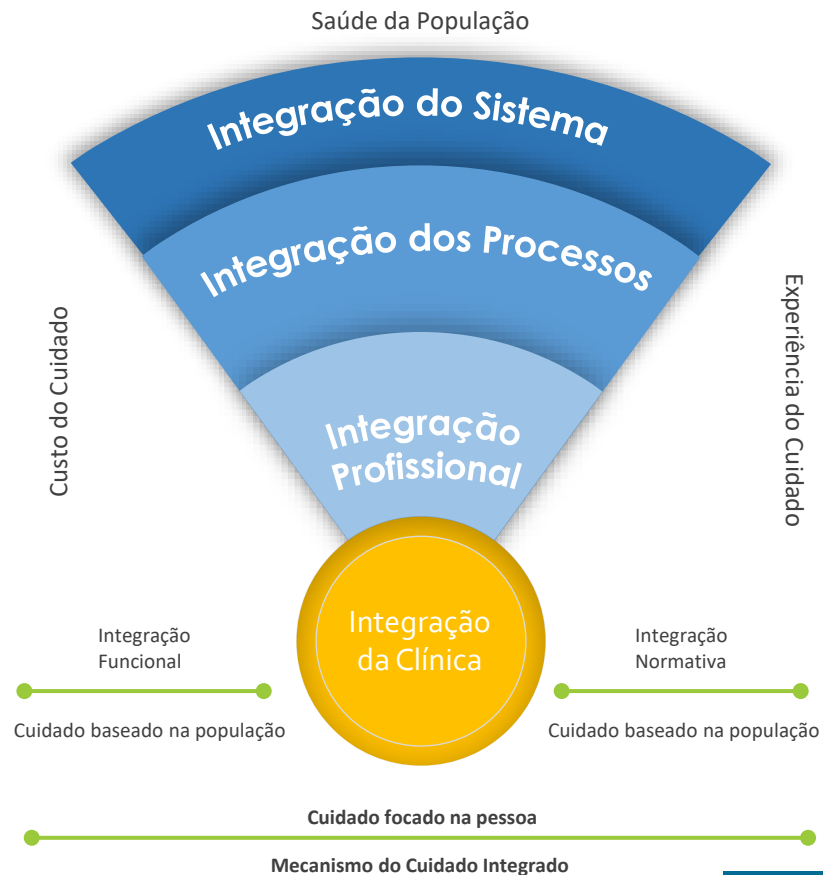 Saúde da População
Integração do Sistema
Integração dos Processos
Custo do Cuidado
Experiência do Cuidado
Integração
Profissional
Integração
da Clínica
Integração
Funcional
Integração
Normativa
Cuidado baseado na população
Cuidado baseado na população
Cuidado focado na pessoa
Mecanismo do Cuidado Integrado